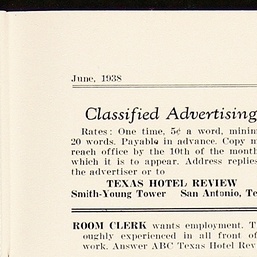 June, 1938
Classified Advertising
Rates: One time, 5¢ a word, minim
20 words. Payable in advance. Copy m
reach office by the 10th of the month
which it is to appear. Address replies
the advertiser or to
TEXAS HOTEL REVIEW
Smith-Young Tower San Antonio, Te
ROOM CLERK wants employment. T
oughly experienced in all front of
work. Answer ABC Texas Hotel Rev